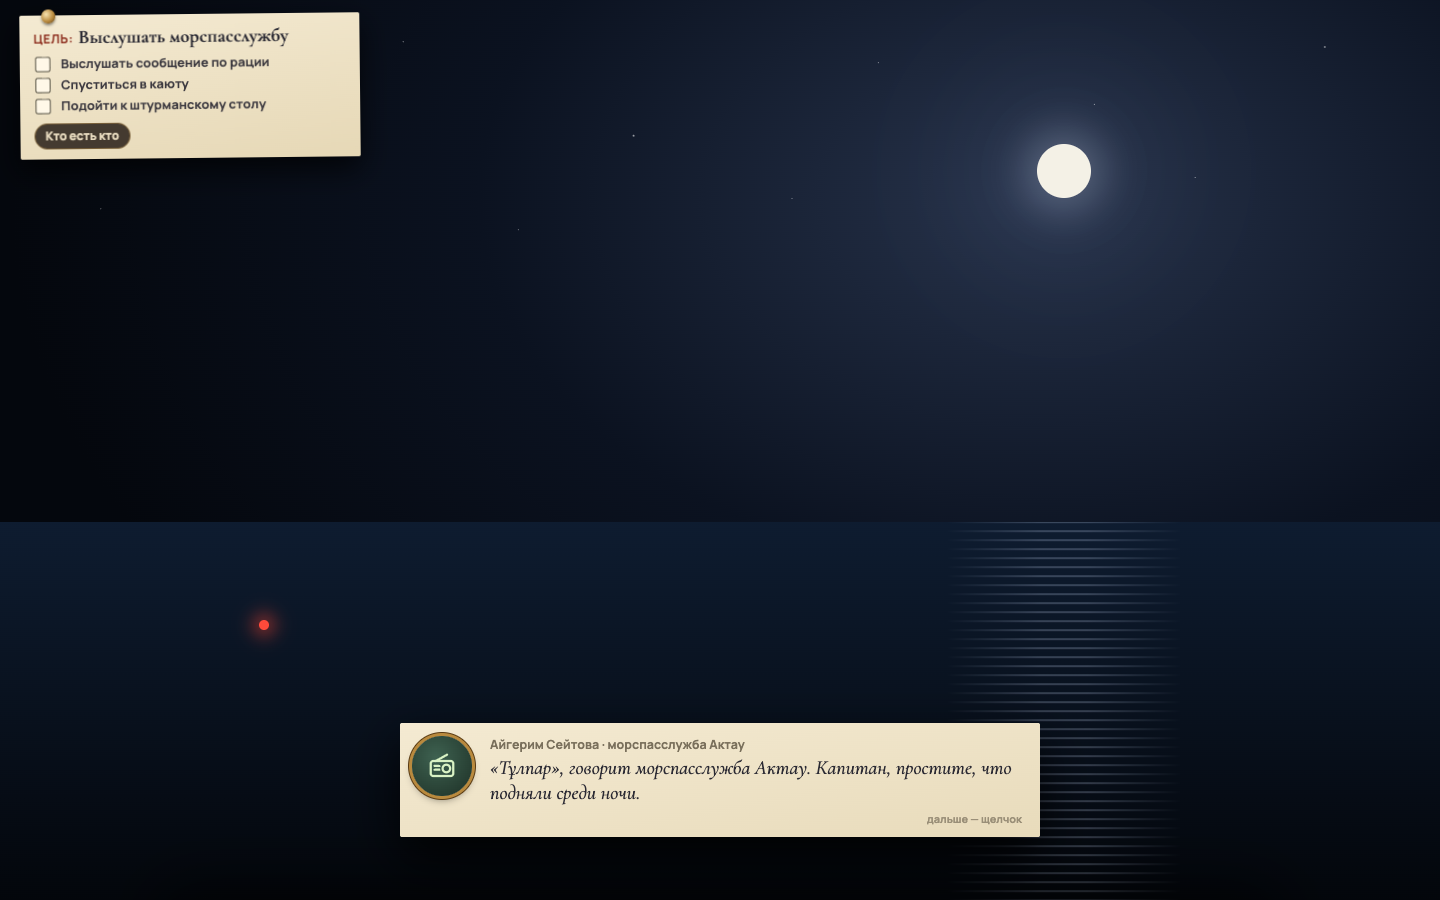 ЦЕЛЬ: Выслушать морспасслужбу
Выслушать сообщение по рации
Спуститься в каюту
Подойти к штурманскому столу
Кто есть кто
Айгерим Сейтова · морспасслужба Актау
«Тұлпар», говорит морспасслужба Актау. Капитан, простите, что
подняли среди ночи.
дальше — щелчок